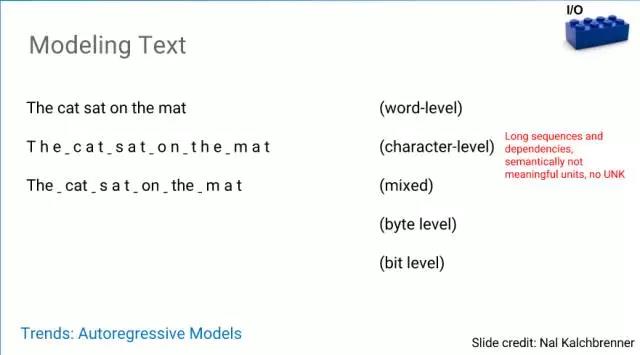 I/O
Modeling Text
The cat sat on the mat (word-level)
T h e _ c a t _ s a t _ o n _ t h e _ m a t (character-level)
Long sequences and
dependencies,
semantically not
meaningful units, no UNK
The _ cat _ s a t _ on _ the _ m a t (mixed)
(byte level)
(bit level)
Trends: Autoregressive Models
Slide credit: Nal Kalchbrenner